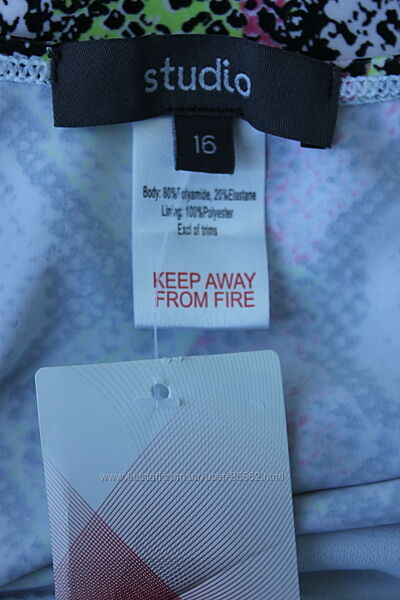 studio
16
Body: 80%Polyamide, 20%Elastane
Lining: 100%Polyester
Excl of trims
KEEP AWAY
FROM FIRE